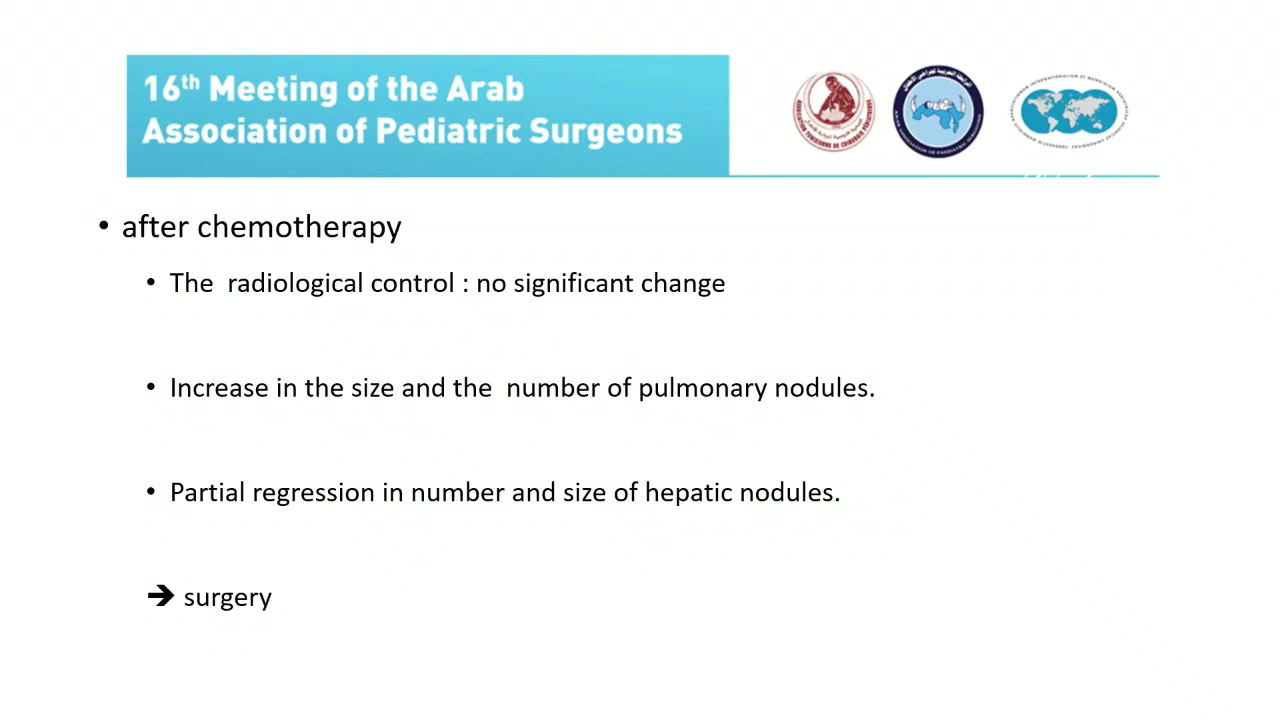 16th Meeting of the Arab
Association of Pediatric Surgeons
• after chemotherapy
• The radiological control : no significant change
• Increase in the size and the number of pulmonary nodules.
• Partial regression in number and size of hepatic nodules.
➔ surgery